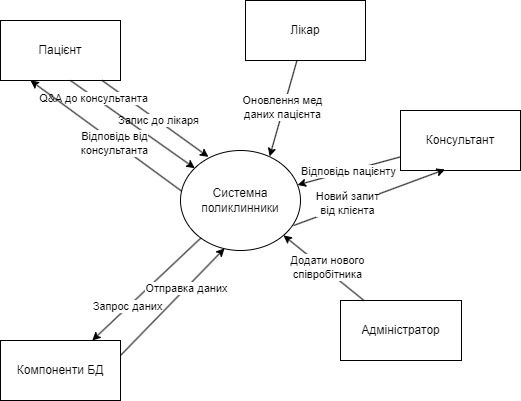 Лікар
Пацієнт
Q&A до консультанта
Оновлення мед
даних пацієнта
Запис до лікаря
Відповідь від
консультанта
Консультант
Відповідь пацієнту
Системна
поликлинники
Новий запит
від клієнта
Додати нового
співробітника
Отправка даних
Запрос даних
Адміністратор
Компоненти БД